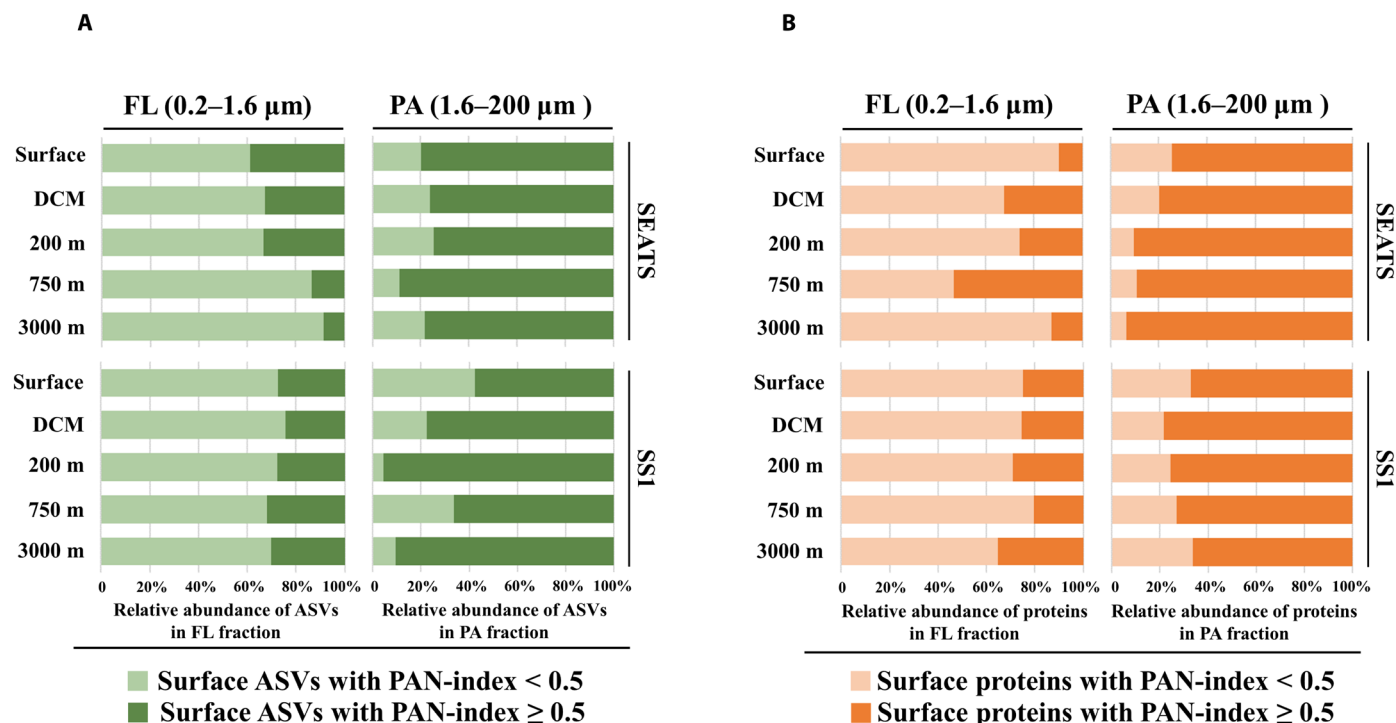 A
B
FL (0.2–1.6 µm)
PA (1.6–200 µm )
Surface
DCM
200 m
750 m
3000 m
SEATS
Surface
DCM
200 m
750 m
3000 m
SS1
0 20% 40% 60% 80% 100%
0 20% 40% 60% 80% 100%
Relative abundance of ASVs
in FL fraction
Relative abundance of ASVs
in PA fraction
Surface ASVs with PAN-index < 0.5
Surface ASVs with PAN-index ≥ 0.5
FL (0.2–1.6 µm)
PA (1.6–200 µm )
Surface
DCM
200 m
750 m
3000 m
SEATS
Surface
DCM
200 m
750 m
3000 m
SS1
0 20% 40% 60% 80% 100%
0 20% 40% 60% 80% 100%
Relative abundance of proteins
in FL fraction
Relative abundance of proteins
in PA fraction
Surface proteins with PAN-index < 0.5
Surface proteins with PAN-index ≥ 0.5